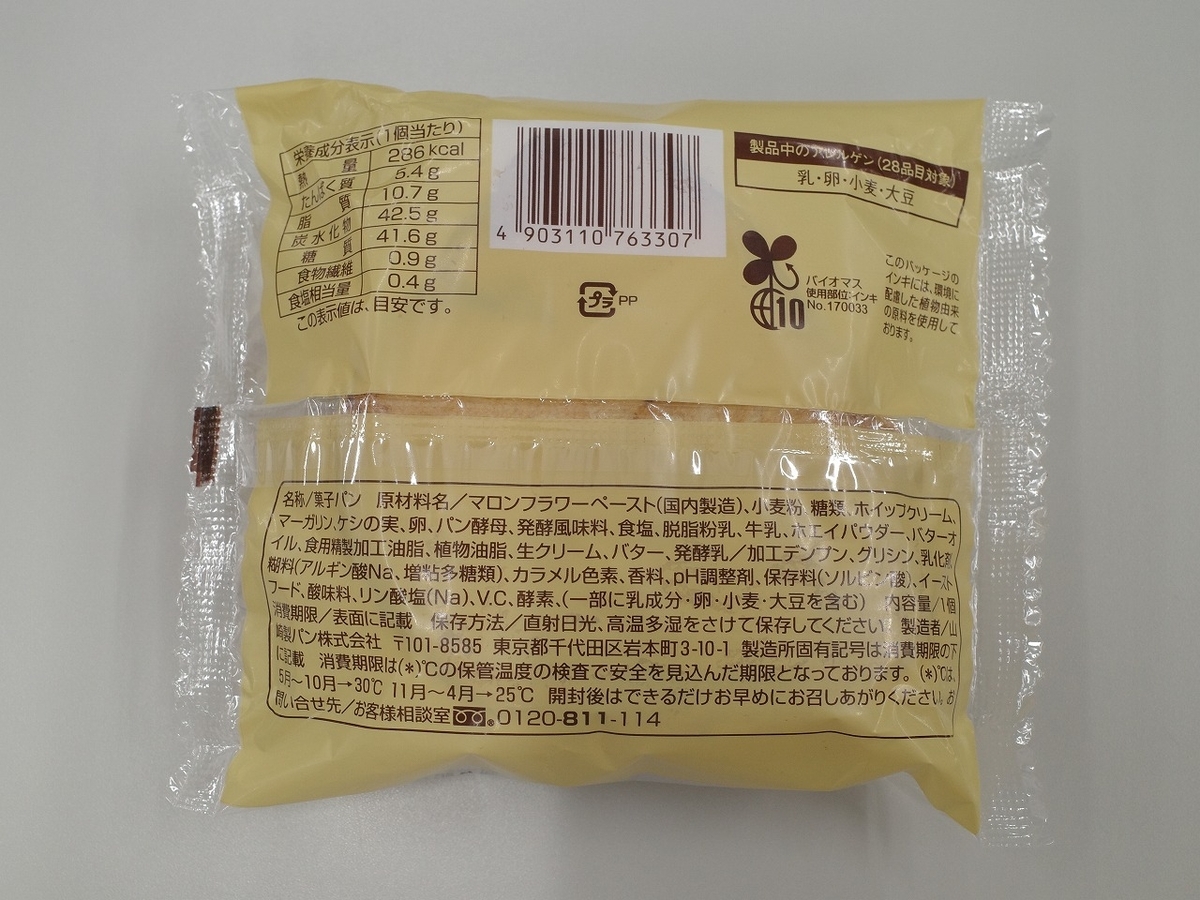 栄養成分表示(1個当たり)
熱量 286kcal
たんぱく質 5.4g
脂質 10.7g
炭水化物 42.5g
糖質 41.6g
食物繊維 0.9g
食塩相当量 0.4g
この表示値は、目安です。
4 903110 763307
プラ PP
製品中のアレルゲン(28品目対象)
乳・卵・小麦・大豆
10
バイオマス
使用部位:インキ
No.170033
このパッケージの
インキには、環境に
配慮した植物由来
の原料を使用して
おります。
名称/菓子パン 原材料名/マロンフラワーペースト(国内製造)、小麦粉、糖類、ホイップクリーム、
マーガリン、ケシの実、卵、パン酵母、発酵風味料、食塩、脱脂粉乳、牛乳、ホエイパウダー、バターオ
イル、食用精製加工油脂、植物油脂、生クリーム、バター、発酵乳/加工デンプン、グリシン、乳化剤、
糊料(アルギン酸Na、増粘多糖類)、カラメル色素、香料、pH調整剤、保存料(ソルビン酸)、イースト
フード、酸味料、リン酸塩(Na)、V.C、酵素、(一部に乳成分・卵・小麦・大豆を含む) 内容量/1個
消費期限/表面に記載 保存方法/直射日光、高温多湿をさけて保存してください。 製造者/山
崎製パン株式会社 〒101-8585 東京都千代田区岩本町3-10-1 製造所固有記号は消費期限の下
に記載 消費期限は(*)℃の保管温度の検査で安全を見込んだ期限となっております。(*)℃は、
5月〜10月→30℃ 11月〜4月→25℃ 開封後はできるだけお早めにお召しあがりください。お
問い合せ先/お客様相談室 0120-811-114